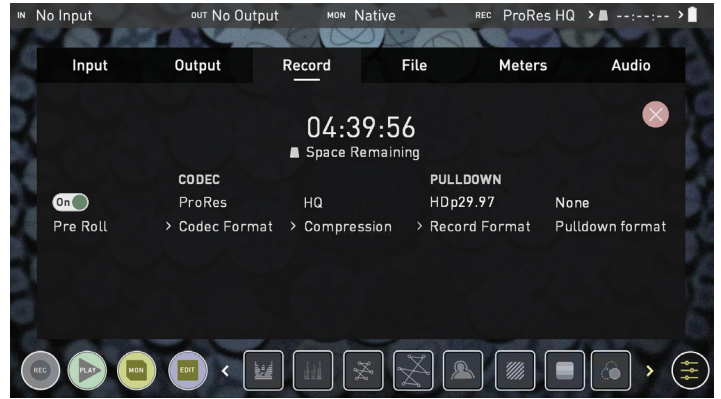 IN No Input OUT No Output MON Native REC ProRes HQ > --:--:-- >
Input Output Record File Meters Audio
04:39:56
Space Remaining
CODEC PULLDOWN
On ProRes HQ HDp29.97 None
Pre Roll > Codec Format > Compression > Record Format Pulldown format
REC PLAY MON EDIT < >